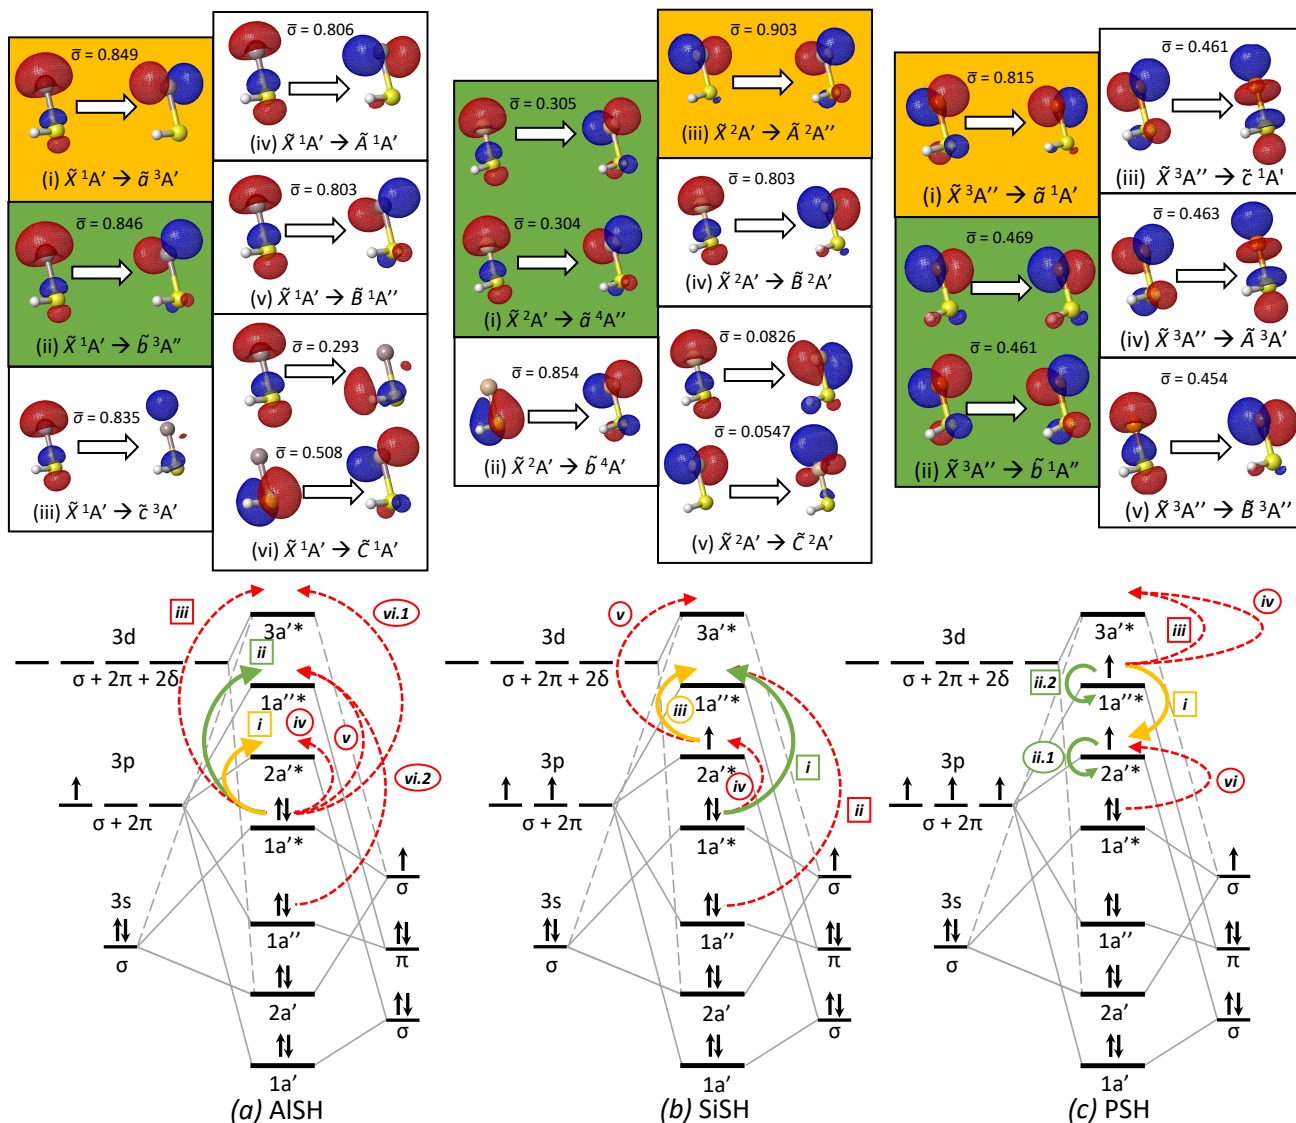 σ̅ = 0.849
(i) X̃ ¹A’ → ã ³A’
σ̅ = 0.846
(ii) X̃ ¹A’ → b̃ ³A”
σ̅ = 0.835
(iii) X̃ ¹A’ → c̃ ³A’
σ̅ = 0.806
(iv) X̃ ¹A’ → Ã ¹A’
σ̅ = 0.803
(v) X̃ ¹A’ → B̃ ¹A’’
σ̅ = 0.293
σ̅ = 0.508
(vi) X̃ ¹A’ → C̃ ¹A’
σ̅ = 0.305
σ̅ = 0.304
(i) X̃ ²A’ → ã ⁴A’’
σ̅ = 0.854
(ii) X̃ ²A’ → b̃ ⁴A’
σ̅ = 0.903
(iii) X̃ ²A’ → Ã ²A’’
σ̅ = 0.803
(iv) X̃ ²A’ → B̃ ²A’
σ̅ = 0.0826
σ̅ = 0.0547
(v) X̃ ²A’ → C̃ ²A’
σ̅ = 0.815
(i) X̃ ³A’’ → ã ¹A’
σ̅ = 0.469
σ̅ = 0.461
(ii) X̃ ³A’’ → b̃ ¹A”
σ̅ = 0.461
(iii) X̃ ³A’’ → c̃ ¹A'
σ̅ = 0.463
(iv) X̃ ³A’’ → Ã ³A’
σ̅ = 0.454
(v) X̃ ³A’’ → B̃ ³A’’
3d
σ + 2π + 2δ
3p
σ + 2π
3s
σ
iii
vi.1
3a’*
ii
1a’’*
i
iv
v
2a’*
vi.2
1a’*
σ
1a’’
π
2a’
σ
1a’
(a) AlSH
3d
σ + 2π + 2δ
3p
σ + 2π
3s
σ
v
3a’*
1a’’*
iii
2a’*
iv
i
ii
1a’*
σ
1a’’
π
2a’
σ
1a’
(b) SiSH
3d
σ + 2π + 2δ
3p
σ + 2π
3s
σ
iv
iii
3a’*
ii.2
1a’’*
i
ii.1
2a’*
vi
1a’*
σ
1a’’
π
2a’
σ
1a’
(c) PSH